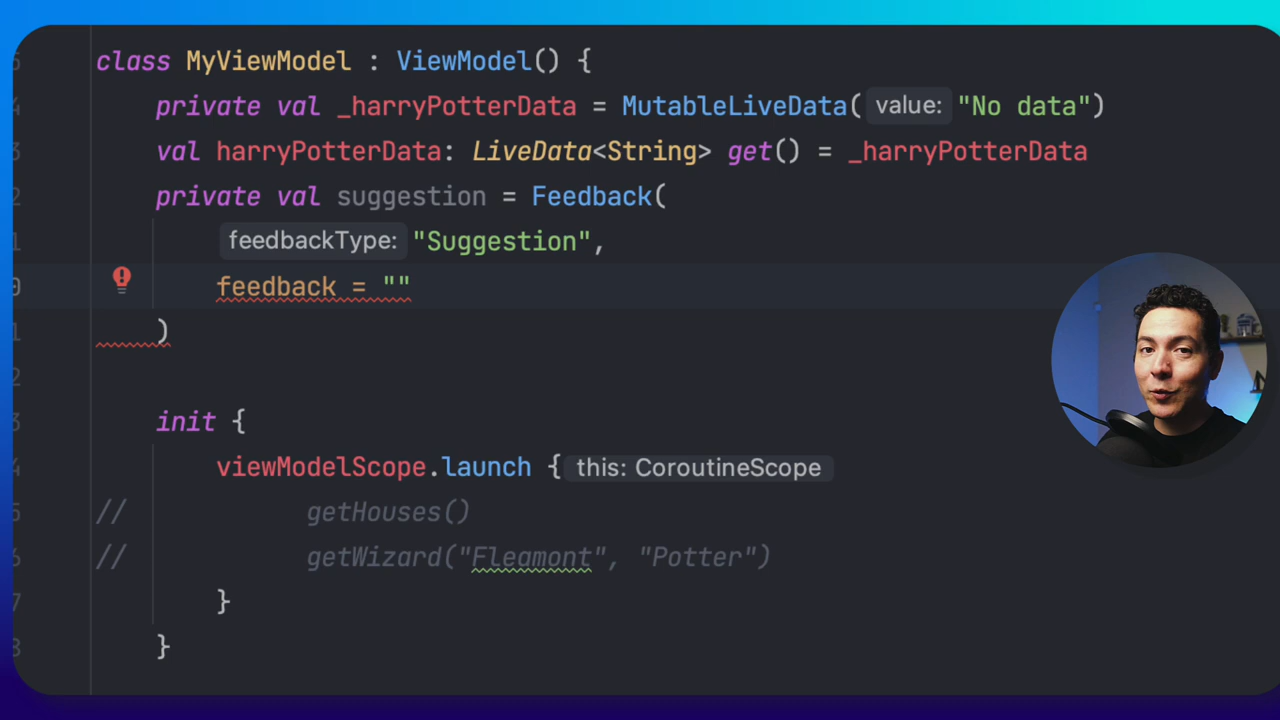 class MyViewModel : ViewModel() {
private val _harryPotterData = MutableLiveData( value: "No data")
val harryPotterData: LiveData<String> get() = _harryPotterData
private val suggestion = Feedback(
feedbackType: "Suggestion",
feedback = ""
)
init {
viewModelScope.launch { this: CoroutineScope
// getHouses()
// getWizard("Fleamont", "Potter")
}
}